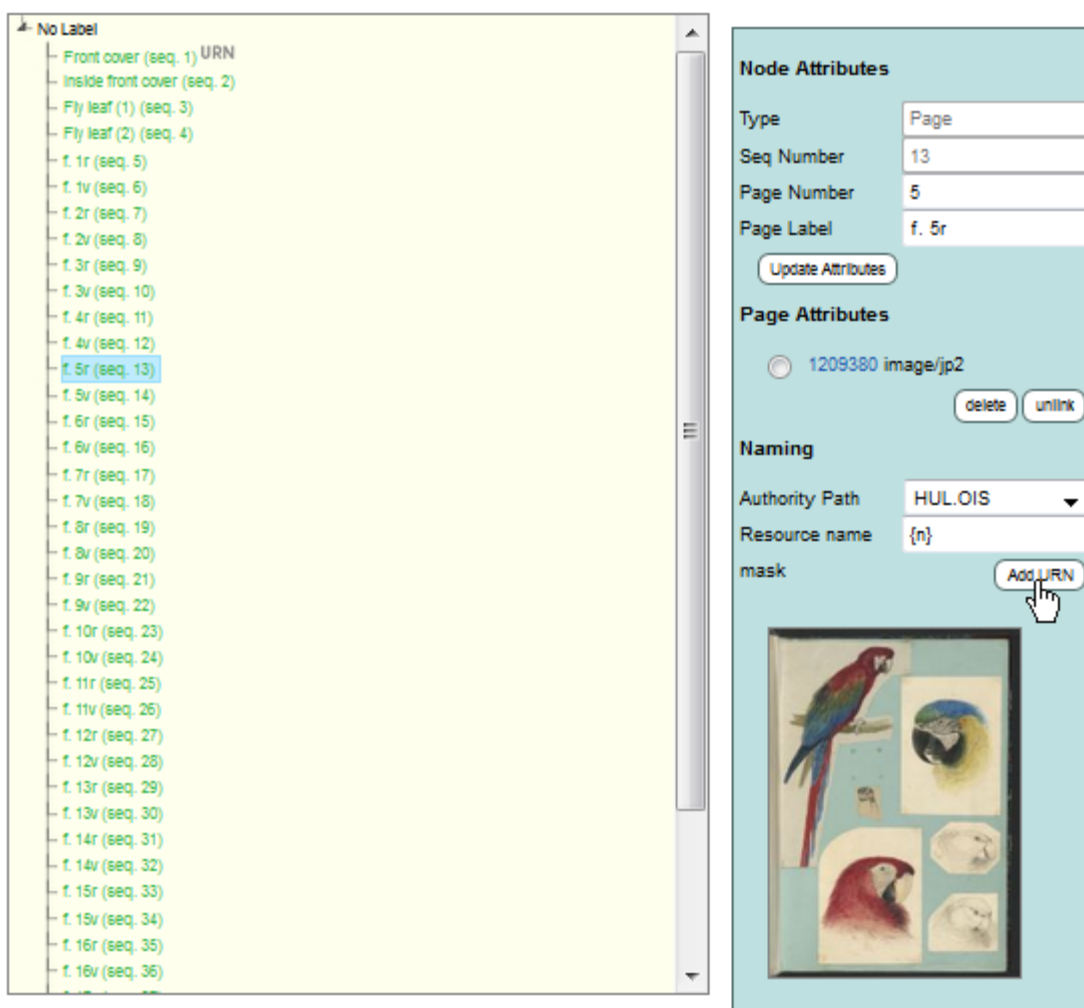 No Label
Front cover (seq. 1) URN
Inside front cover (seq. 2)
Fly leaf (1) (seq. 3)
Fly leaf (2) (seq. 4)
f. 1r (seq. 5)
f. 1v (seq. 6)
f. 2r (seq. 7)
f. 2v (seq. 8)
f. 3r (seq. 9)
f. 3v (seq. 10)
f. 4r (seq. 11)
f. 4v (seq. 12)
f. 5r (seq. 13)
f. 5v (seq. 14)
f. 6r (seq. 15)
f. 6v (seq. 16)
f. 7r (seq. 17)
f. 7v (seq. 18)
f. 8r (seq. 19)
f. 8v (seq. 20)
f. 9r (seq. 21)
f. 9v (seq. 22)
f. 10r (seq. 23)
f. 10v (seq. 24)
f. 11r (seq. 25)
f. 11v (seq. 26)
f. 12r (seq. 27)
f. 12v (seq. 28)
f. 13r (seq. 29)
f. 13v (seq. 30)
f. 14r (seq. 31)
f. 14v (seq. 32)
f. 15r (seq. 33)
f. 15v (seq. 34)
f. 16r (seq. 35)
f. 16v (seq. 36)
Node Attributes
Type Page
Seq Number 13
Page Number 5
Page Label f. 5r
Update Attributes
Page Attributes
1209380 image/jp2
delete unlink
Naming
Authority Path HUL.OIS
Resource name {n}
mask Add URN